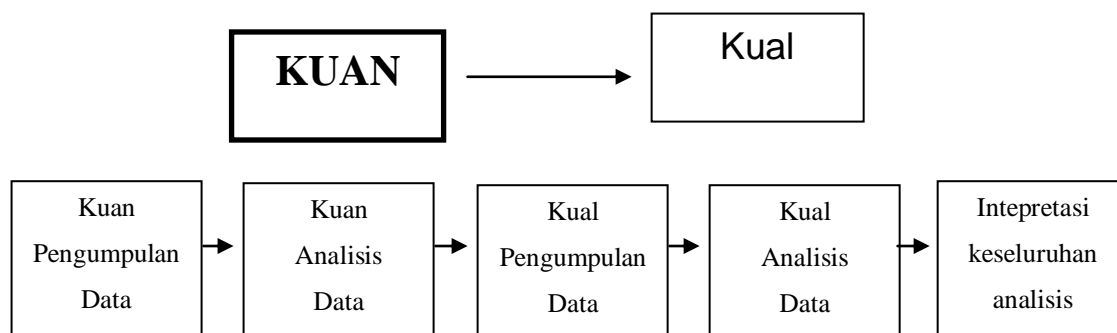 KUAN
Kual
Kuan
Pengumpulan
Data
Kuan
Analisis
Data
Kual
Pengumpulan
Data
Kual
Analisis
Data
Intepretasi
keseluruhan
analisis